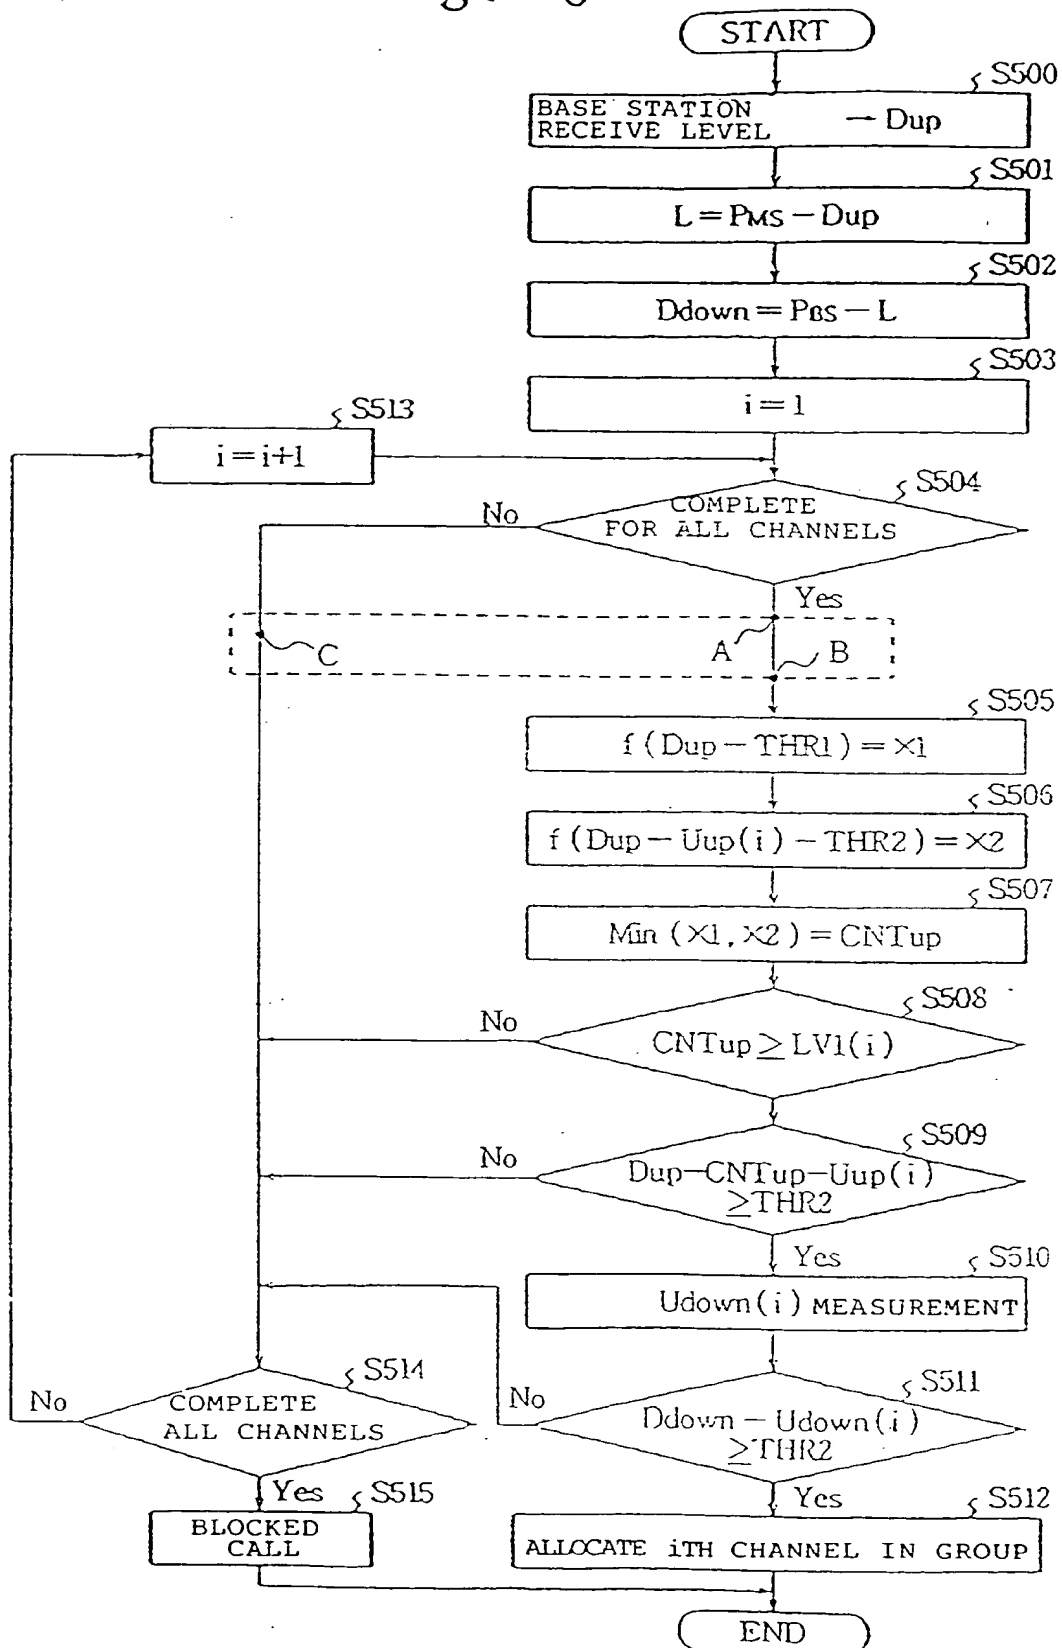 START
S500
BASE STATION
RECEIVE LEVEL → Dup
S501
L = PMS − Dup
S502
Ddown = PBS − L
S503
i = 1
S513
i = i+1
S504
COMPLETE
FOR ALL CHANNELS
No
Yes
A
B
C
S505
f (Dup − THR1) = X1
S506
f (Dup − Uup(i) − THR2) = X2
S507
Min (X1, X2) = CNTup
S508
CNTup ≥ LV1(i)
No
S509
Dup−CNTup−Uup(i)
≥THR2
No
Yes
S510
Udown(i) MEASUREMENT
S511
Ddown − Udown(i)
≥THR2
No
Yes
S514
COMPLETE
ALL CHANNELS
No
Yes
S515
BLOCKED
CALL
S512
ALLOCATE iTH CHANNEL IN GROUP
END